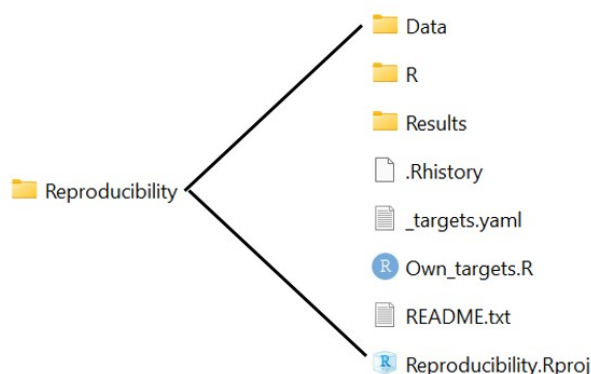 Data
R
Results
.Rhistory
Reproducibility
_targets.yaml
R Own_targets.R
README.txt
R Reproducibility.Rproj